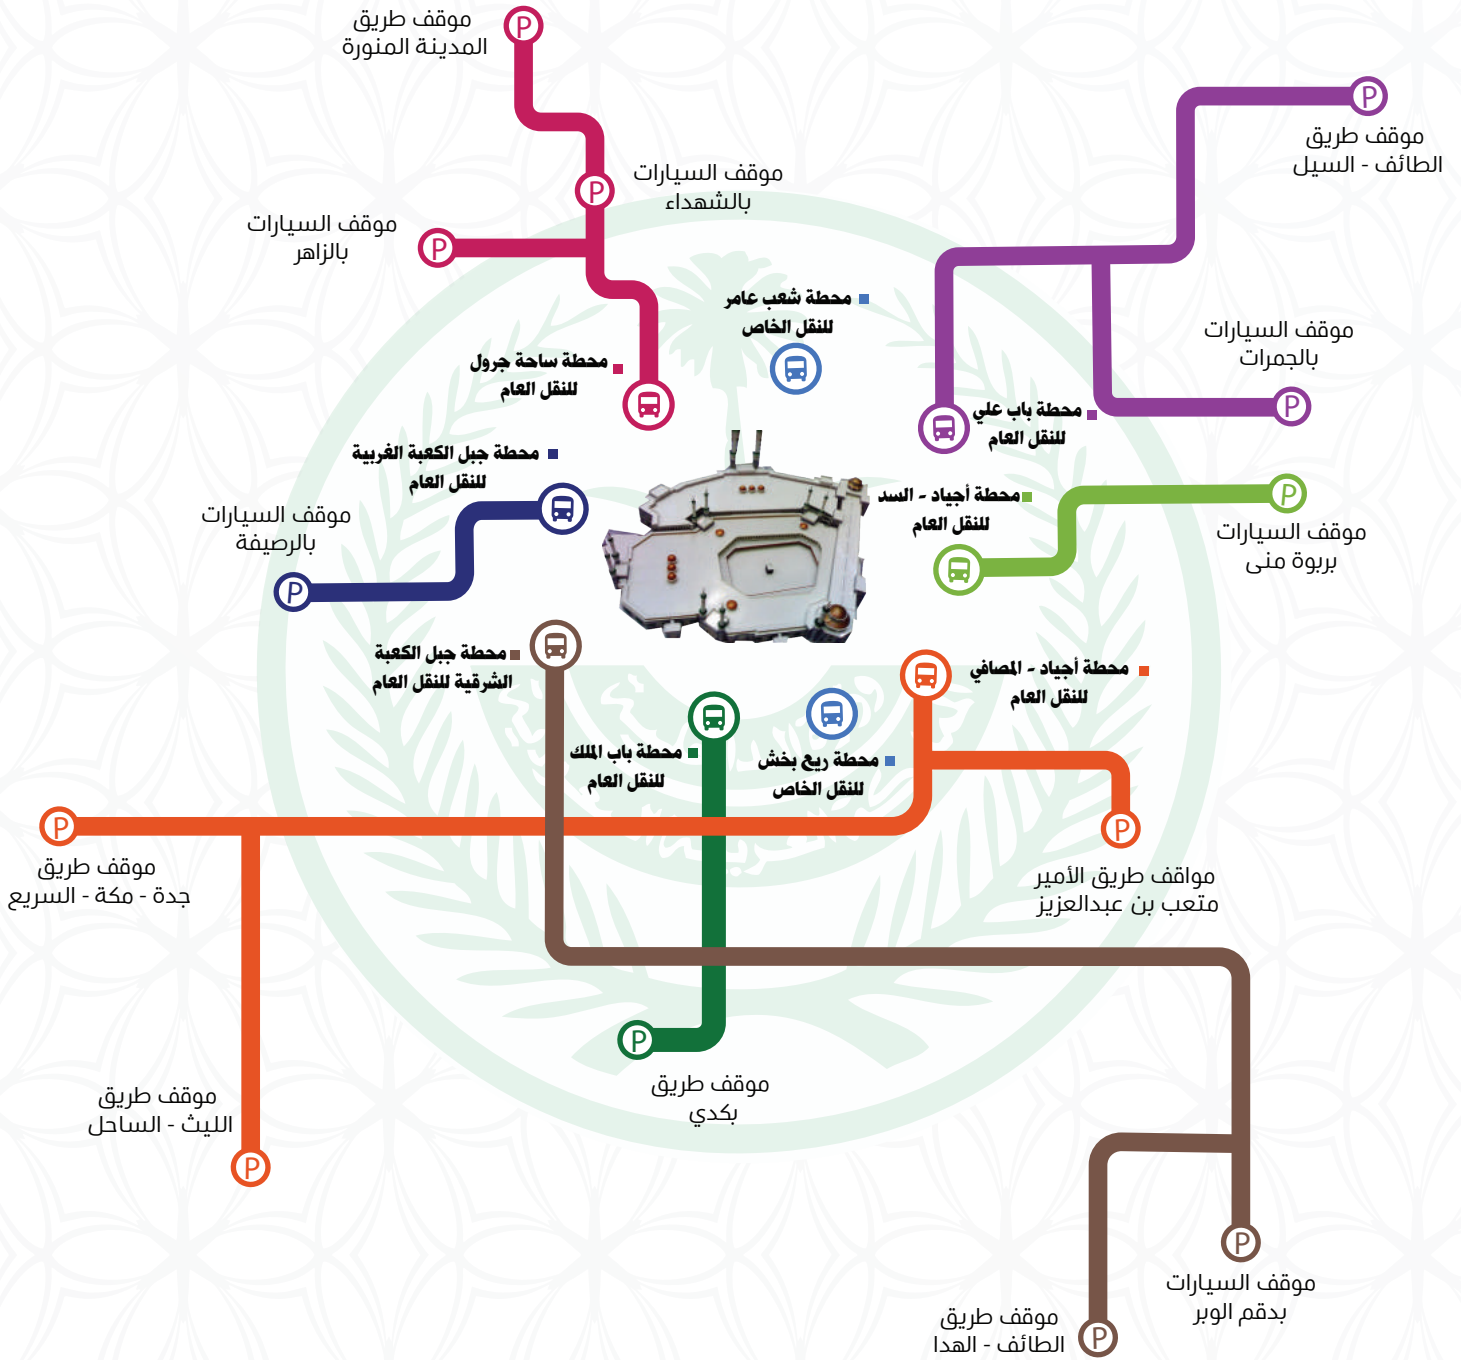 موقف طريق
المدينة المنورة
P
P
موقف طريق
الطائف - السيل
موقف السيارات
بالشهداء
P
موقف السيارات
بالزاهر
P
محطة شعب عامر
للنقل الخاص
موقف السيارات
بالجمرات
P
محطة ساحة جرول
للنقل العام
محطة باب علي
للنقل العام
محطة جبل الكعبة الغربية
للنقل العام
محطة أجياد - السد
للنقل العام
P
موقف السيارات
بربوة منى
موقف السيارات
بالرصيفة
P
محطة جبل الكعبة
الشرقية للنقل العام
محطة أجياد - المصافي
للنقل العام
محطة باب الملك
للنقل العام
محطة ريع بخش
للنقل الخاص
P
موقف طريق
جدة - مكة - السريع
P
مواقف طريق الأمير
متعب بن عبدالعزيز
P
موقف طريق
بكدي
موقف طريق
الليث - الساحل
P
P
موقف السيارات
بدقم الوبر
موقف طريق
الطائف - الهدا
P